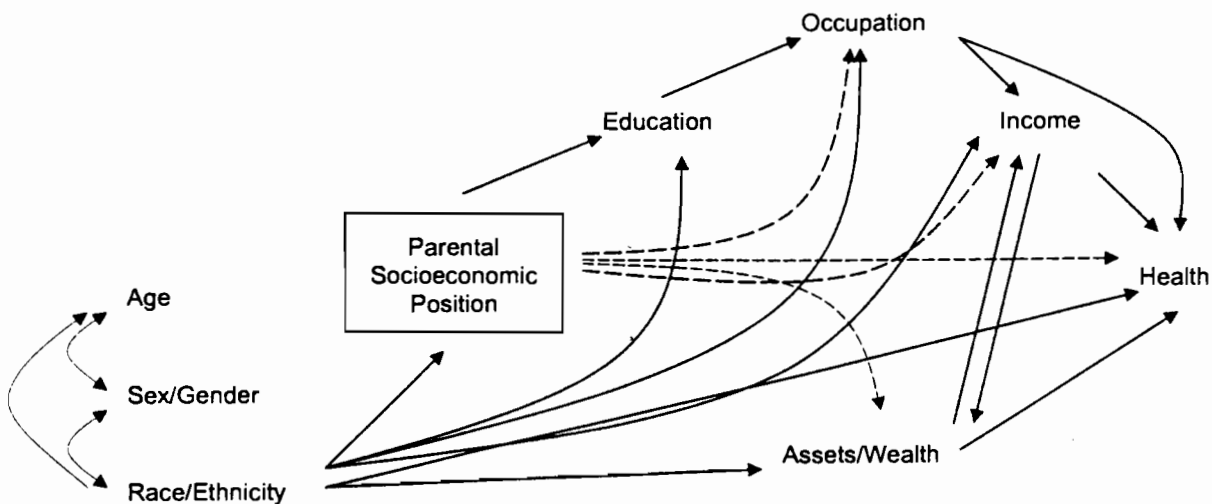 Occupation
Education
Income
Parental
Socioeconomic
Position
Health
Age
Sex/Gender
Assets/Wealth
Race/Ethnicity